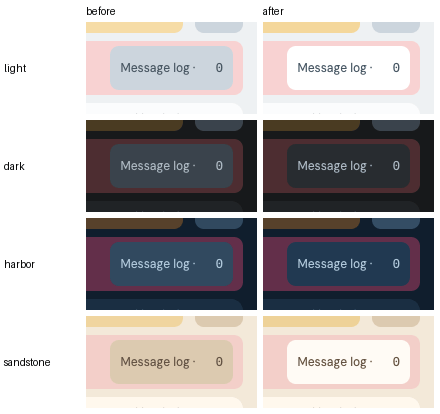 before after
light Message log · 0 Message log · 0
dark Message log · 0 Message log · 0
harbor Message log · 0 Message log · 0
sandstone Message log · 0 Message log · 0